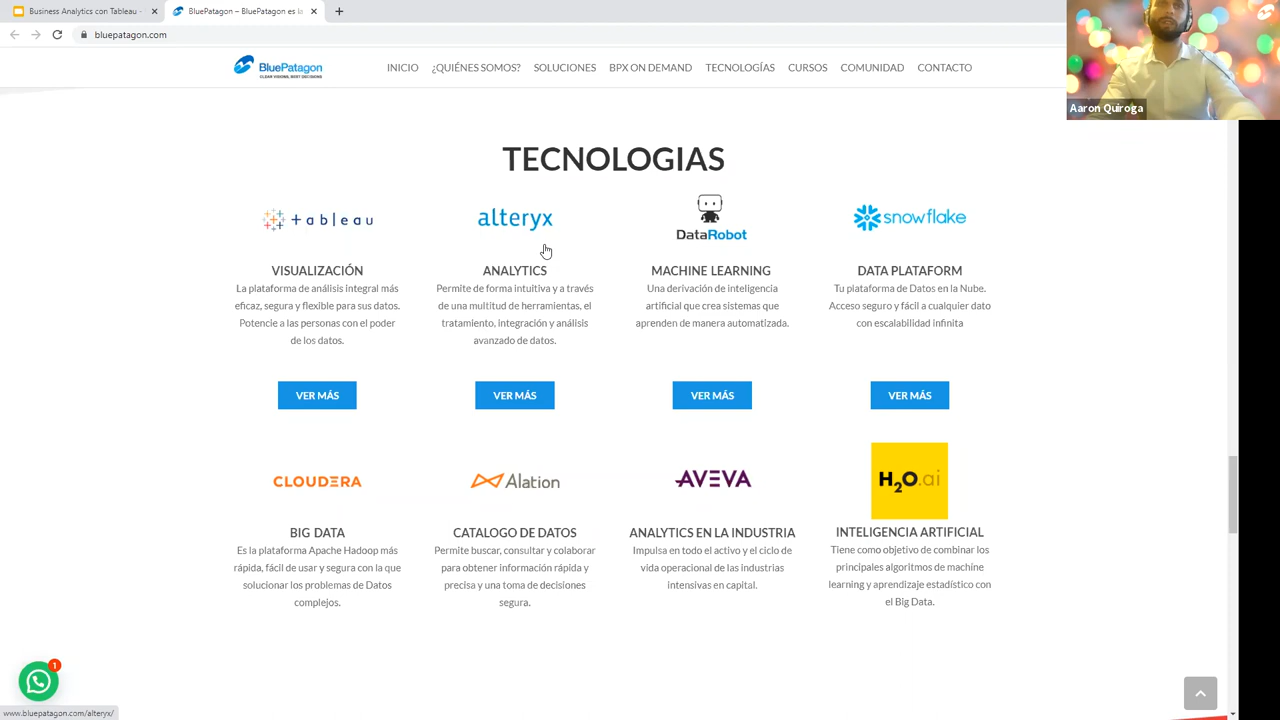 Business Analytics con Tableau -
BluePatagon – BluePatagon es la
bluepatagon.com
BluePatagon
CLEAR VISIONS, BEST DECISIONS
INICIO
¿QUIÉNES SOMOS?
SOLUCIONES
BPX ON DEMAND
TECNOLOGÍAS
CURSOS
COMUNIDAD
CONTACTO
Aaron Quiroga
TECNOLOGIAS
+ a b l e a u
alteryx
DataRobot
snowflake
VISUALIZACIÓN
La plataforma de análisis integral más
eficaz, segura y flexible para sus datos.
Potencie a las personas con el poder
de los datos.
VER MÁS
ANALYTICS
Permite de forma intuitiva y a través
de una multitud de herramientas, el
tratamiento, integración y análisis
avanzado de datos.
VER MÁS
MACHINE LEARNING
Una derivación de inteligencia
artificial que crea sistemas que
aprenden de manera automatizada.
VER MÁS
DATA PLATAFORM
Tu plataforma de Datos en la Nube.
Acceso seguro y fácil a cualquier dato
con escalabilidad infinita
VER MÁS
CLOUDERA
BIG DATA
Es la plataforma Apache Hadoop más
rápida, fácil de usar y segura con la que
solucionar los problemas de Datos
complejos.
Alation
CATALOGO DE DATOS
Permite buscar, consultar y colaborar
para obtener información rápida y
precisa y una toma de decisiones
segura.
AVEVA
ANALYTICS EN LA INDUSTRIA
Impulsa en todo el activo y el ciclo de
vida operacional de las industrias
intensivas en capital.
H2O.ai
INTELIGENCIA ARTIFICIAL
Tiene como objetivo de combinar los
principales algoritmos de machine
learning y aprendizaje estadístico con
el Big Data.
1
www.bluepatagon.com/alteryx/